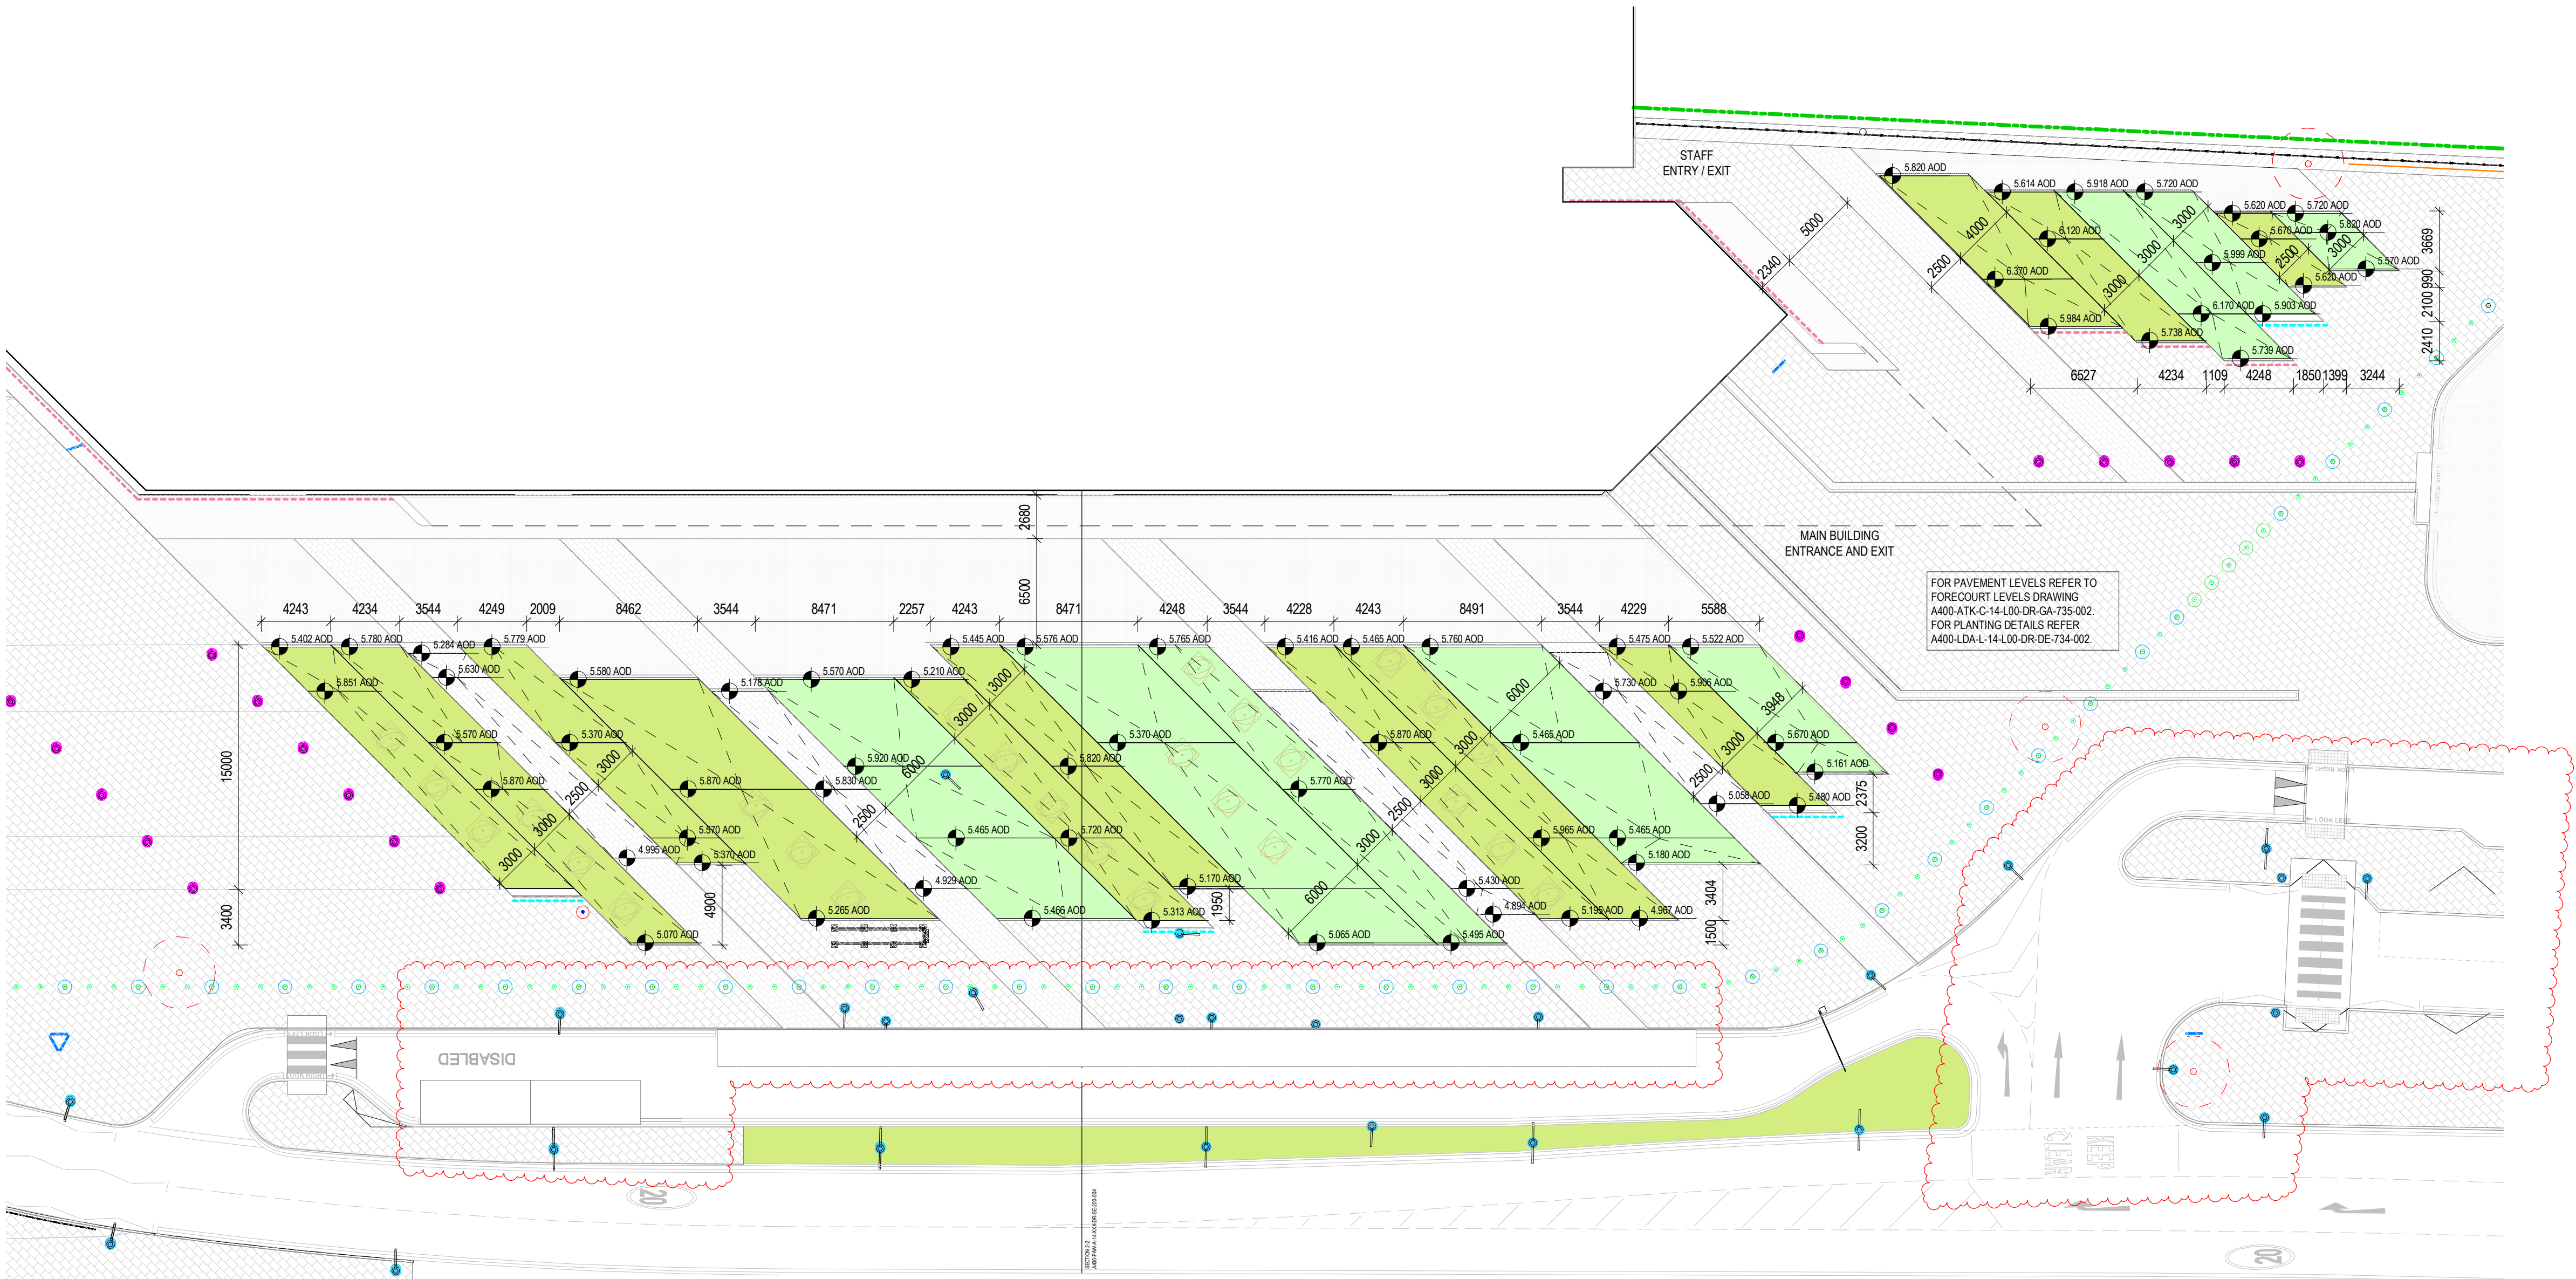 STAFF
ENTRY / EXIT
5.820 AOD
5.614 AOD
5.918 AOD
5.720 AOD
5.620 AOD
5.720 AOD
5.820 AOD
6.120 AOD
5.670 AOD
5.999 AOD
5.570 AOD
6.370 AOD
5.620 AOD
6.170 AOD
5.903 AOD
5.984 AOD
5.738 AOD
5.739 AOD
5000
2340
4000
2500
3000
3000
3000
3000
2500
3000
3669
990
2100
2410
6527
4234
1109
4248
1850
1399
3244
2680
6500
MAIN BUILDING
ENTRANCE AND EXIT
FOR PAVEMENT LEVELS REFER TO
FORECOURT LEVELS DRAWING
A400-ATK-C-14-L00-DR-GA-735-002.
FOR PLANTING DETAILS REFER
A400-LDA-L-14-L00-DR-DE-734-002.
4243
4234
3544
4249
2009
8462
3544
8471
2257
4243
8471
4248
3544
4228
4243
8491
3544
4229
5588
5.402 AOD
5.780 AOD
5.284 AOD
5.779 AOD
5.445 AOD
5.576 AOD
5.765 AOD
5.416 AOD
5.465 AOD
5.760 AOD
5.475 AOD
5.522 AOD
5.630 AOD
5.580 AOD
5.178 AOD
5.570 AOD
5.210 AOD
5.851 AOD
5.730 AOD
5.906 AOD
5.570 AOD
5.370 AOD
5.920 AOD
5.370 AOD
5.820 AOD
5.870 AOD
5.465 AOD
5.670 AOD
5.161 AOD
5.870 AOD
5.870 AOD
5.830 AOD
5.770 AOD
5.058 AOD
5.480 AOD
5.570 AOD
5.465 AOD
5.720 AOD
5.965 AOD
5.465 AOD
4.995 AOD
5.370 AOD
5.180 AOD
4.929 AOD
5.170 AOD
5.430 AOD
5.265 AOD
5.466 AOD
5.313 AOD
4.894 AOD
5.195 AOD
4.967 AOD
5.070 AOD
5.065 AOD
5.495 AOD
3000
3000
2500
3000
2500
6000
3000
3000
6000
3000
2500
3000
3000
6000
2500
3000
3948
15000
3400
4900
1950
3404
1500
2375
3200
LOOK RIGHT
LOOK LEFT
LOOK LEFT
LOOK RIGHT
DISABLED
KEEP
CLEAR
20
20
SECTION 2-2